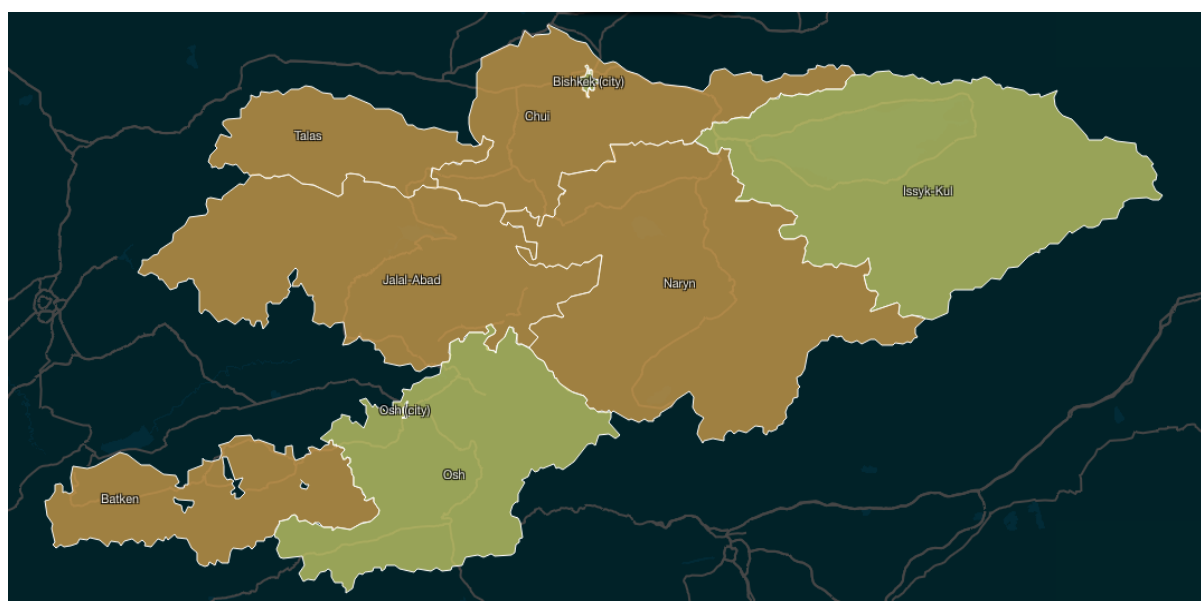 Bishkek (city)
Chui
Talas
Issyk-Kul
Jalal-Abad
Naryn
Osh (city)
Osh
Batken